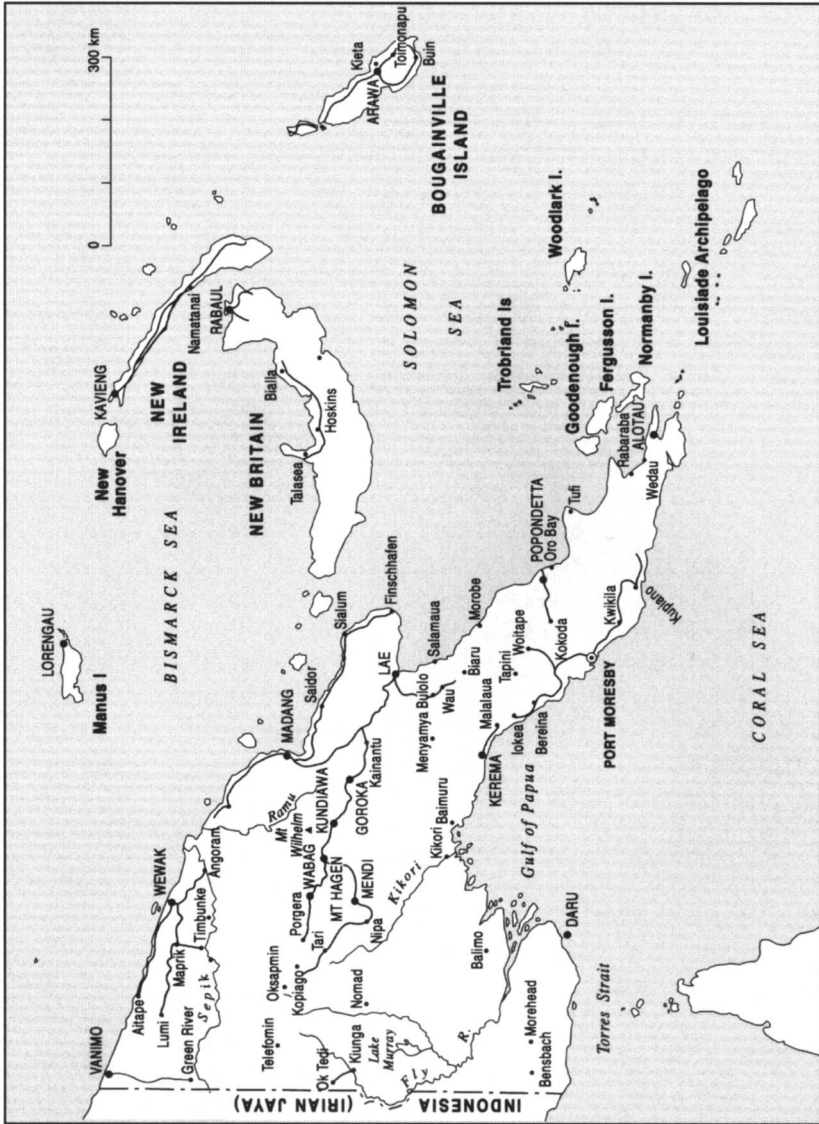 0
300 km
LORENGAU
Manus I
New
Hanover
KAVIENG
NEW
IRELAND
Namatanai
RABAUL
Kieta
ARAWA
Toimonapu
Buin
BOUGAINVILLE
ISLAND
BISMARCK SEA
NEW BRITAIN
Talasea
Hoskins
Bialla
SOLOMON
SEA
VANIMO
Aitape
Lumi
Green River
WEWAK
Maprik
Sepik
Timbunke
Angoram
Ramu
MADANG
Saidor
Sialum
Finschhafen
LAE
Telefomin
Oksapmin
Kopiago
Porgera
WABAG
Mt
Wilhelm
KUNDIAWA
GOROKA
Kainantu
MT HAGEN
MENDI
Tari
Nipa
Ok Tedi
Kiunga
Lake
Murray
Nomad
Kikori
Kikori
Baimuru
Menyamya
Bulolo
Wau
Salamaua
Biaru
Morobe
KEREMA
Malalaua
Iokea
Bereina
Tapini
Woitape
Kokoda
POPONDETTA
Oro Bay
Tufi
Trobriand Is
Woodlark I.
Goodenough I.
Fergusson I.
Normanby I.
Louisiade Archipelago
Rabaraba
ALOTAU
Wedau
Kwikila
Kupiano
PORT MORESBY
Gulf of Papua
Balimo
Fly R.
DARU
Morehead
Bensbach
Torres Strait
CORAL SEA
INDONESIA
(IRIAN JAYA)